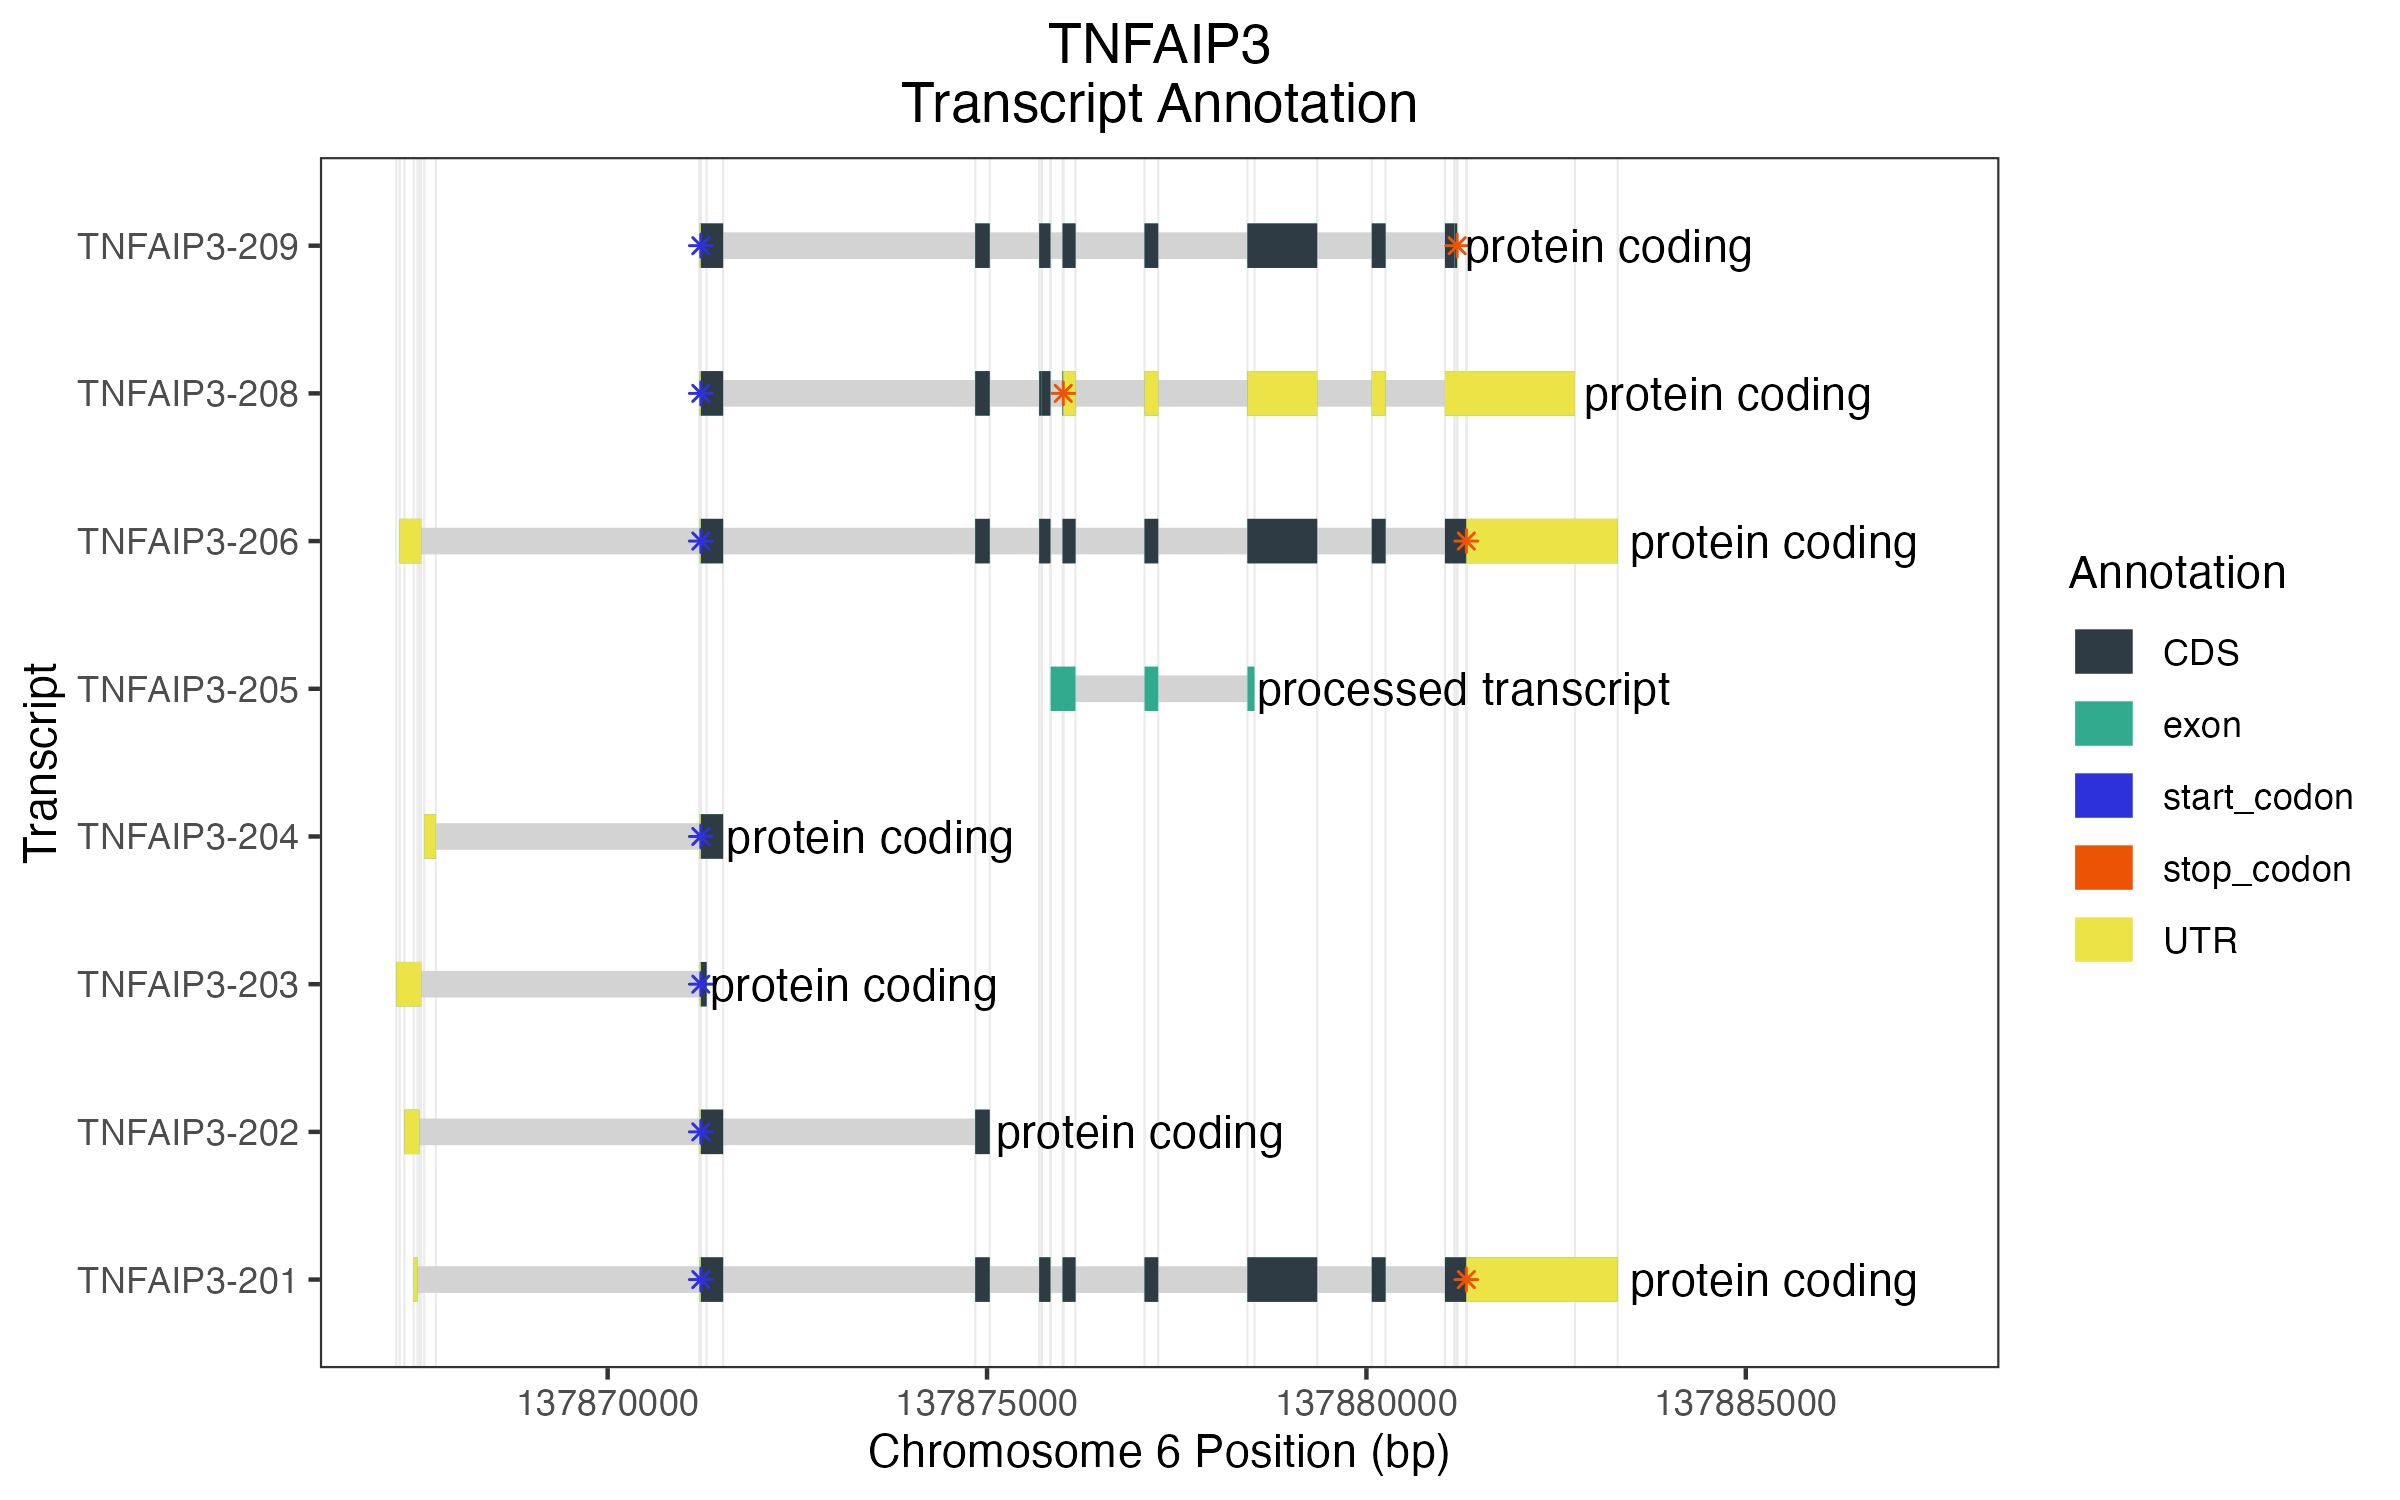 TNFAIP3
Transcript Annotation
TNFAIP3-209
protein coding
TNFAIP3-208
protein coding
TNFAIP3-206
protein coding
TNFAIP3-205
processed transcript
TNFAIP3-204
protein coding
TNFAIP3-203
protein coding
TNFAIP3-202
protein coding
TNFAIP3-201
protein coding
Transcript
137870000
137875000
137880000
137885000
Chromosome 6 Position (bp)
Annotation
CDS
exon
start_codon
stop_codon
UTR